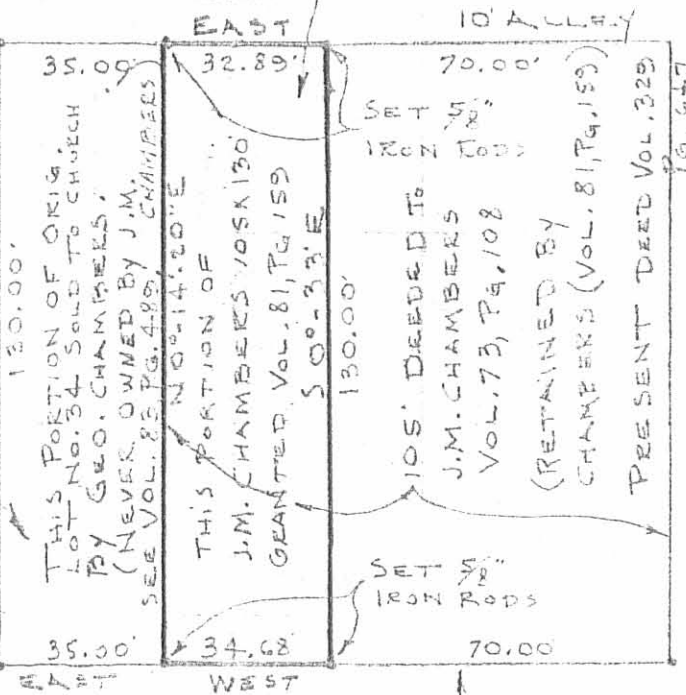 EAST
10' ALLEY
35.00'
32.89'
70.00'
SET 5/8"
IRON RODS
130.00'
THIS PORTION OF ORIG.
LOT NO. 34 SOLD TO CHURCH
BY GEO. CHAMBERS.
(NEVER OWNED BY J.M. CHAMBERS
SEE VOL. 83 PG. 489)
N.0°-14'-20"E
THIS PORTION OF
J.M. CHAMBERS 105 X 130'
GRANTED VOL. 81, PG 159
S 0°-33' E
130.00'
105' DEEDED TO
J.M. CHAMBERS
VOL. 73, PG. 108
(RETAINED BY
CHAMBERS (VOL. 81, PG. 159)
PRESENT DEED VOL. 329
PG 647
SET 5/8"
IRON RODS
35.00'
34.68'
70.00
EAST
WEST